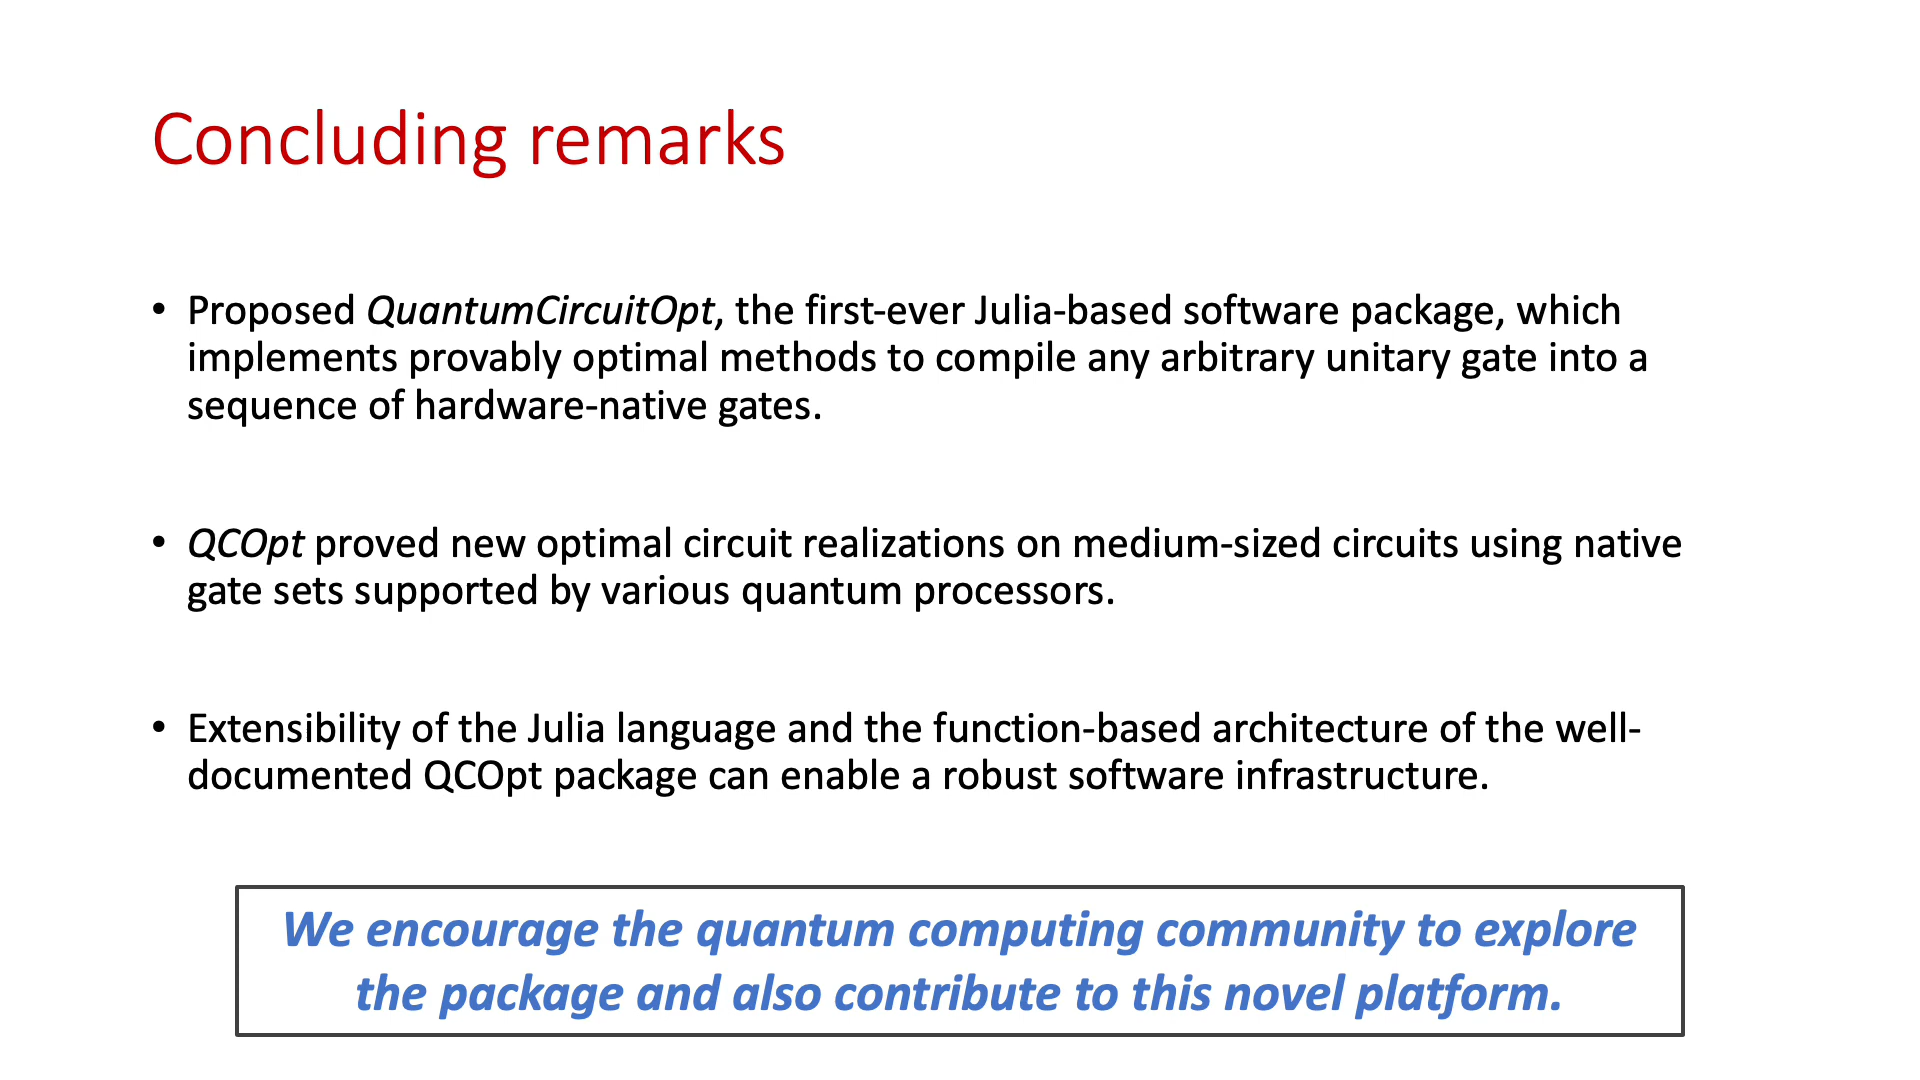 Concluding remarks
• Proposed QuantumCircuitOpt, the first-ever Julia-based software package, which
implements provably optimal methods to compile any arbitrary unitary gate into a
sequence of hardware-native gates.
• QCOpt proved new optimal circuit realizations on medium-sized circuits using native
gate sets supported by various quantum processors.
• Extensibility of the Julia language and the function-based architecture of the well-
documented QCOpt package can enable a robust software infrastructure.
We encourage the quantum computing community to explore
the package and also contribute to this novel platform.